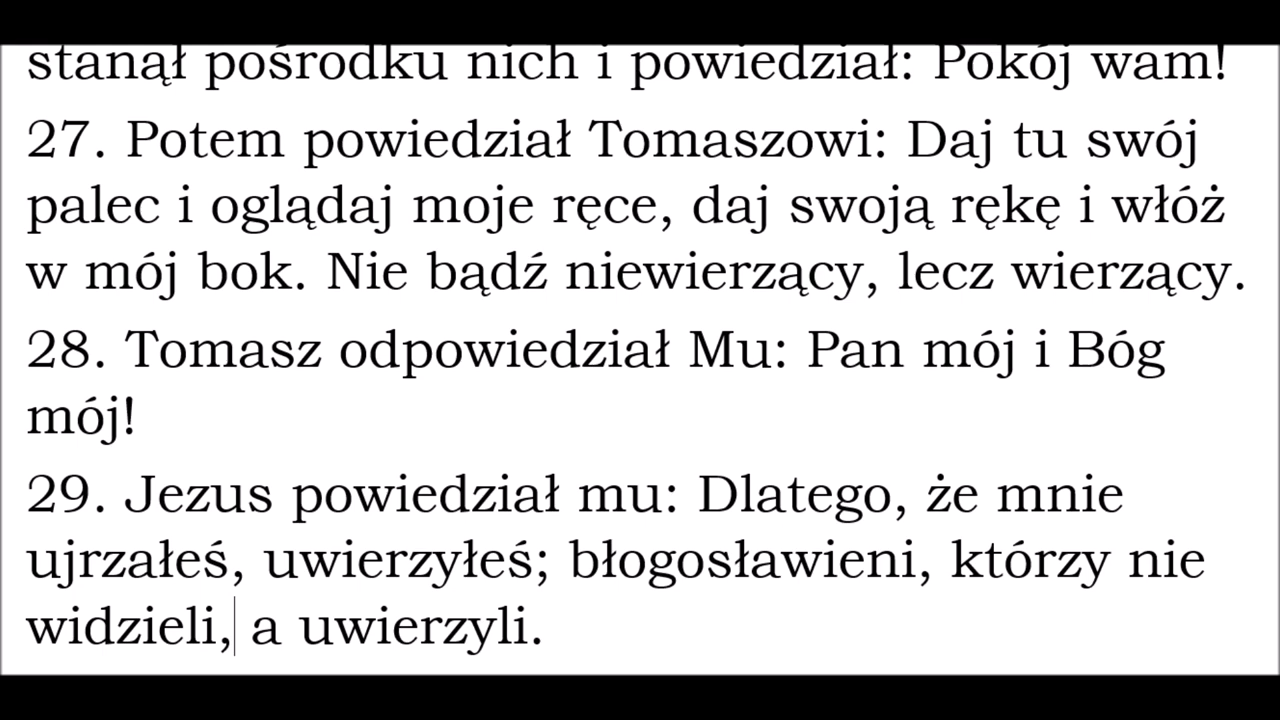 stanął pośrodku nich i powiedział: Pokój wam!
27. Potem powiedział Tomaszowi: Daj tu swój
palec i oglądaj moje ręce, daj swoją rękę i włóż
w mój bok. Nie bądź niewierzący, lecz wierzący.
28. Tomasz odpowiedział Mu: Pan mój i Bóg
mój!
29. Jezus powiedział mu: Dlatego, że mnie
ujrzałeś, uwierzyłeś; błogosławieni, którzy nie
widzieli, a uwierzyli.